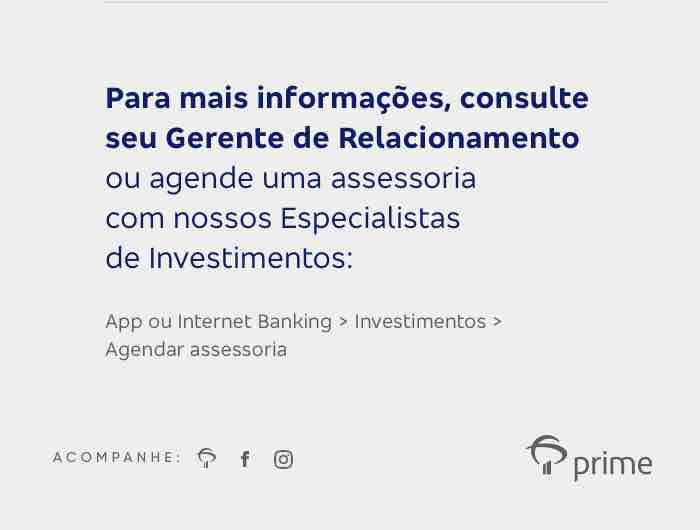 Para mais informações, consulte
seu Gerente de Relacionamento
ou agende uma assessoria
com nossos Especialistas
de Investimentos:
App ou Internet Banking > Investimentos >
Agendar assessoria
ACOMPANHE:
prime